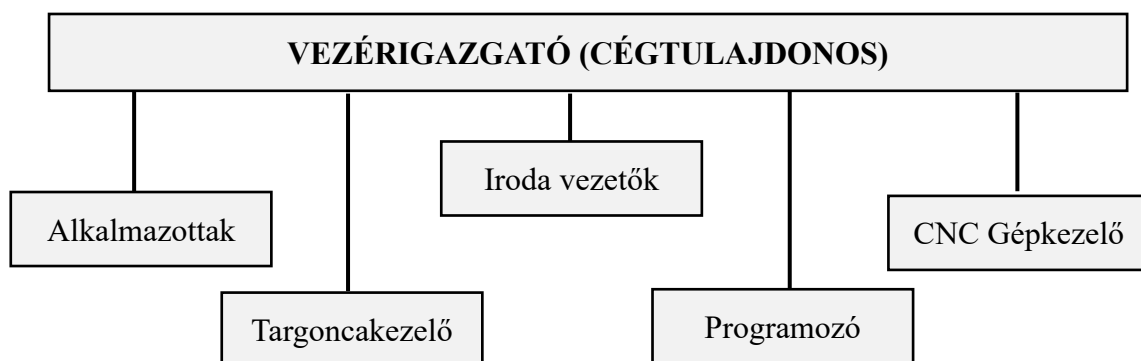 VEZÉRIGAZGATÓ (CÉGTULAJDONOS)
Iroda vezetők
Alkalmazottak
CNC Gépkezelő
Targoncakezelő
Programozó